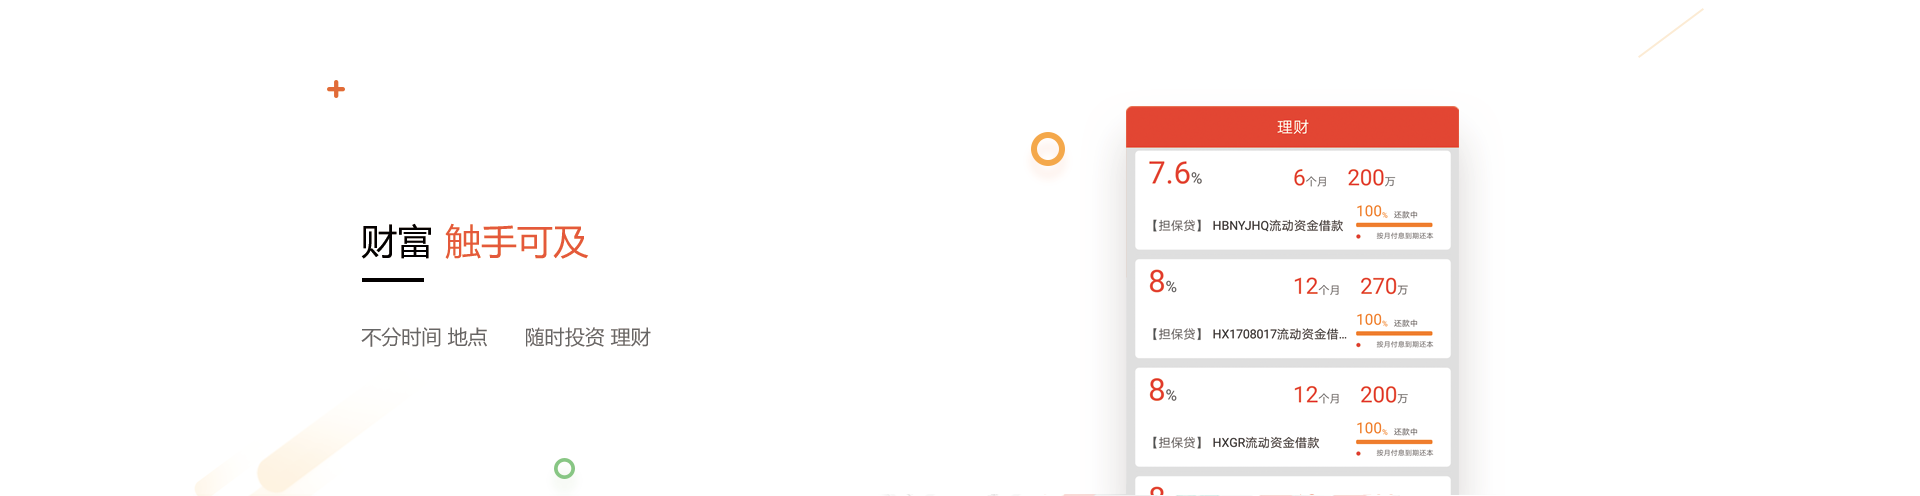 财富 触手可及
不分时间 地点 随时投资 理财
理财
7.6% 6个月 200万
100% 还款中
【担保贷】 HBNYJHQ流动资金借款
按月付息到期还本
8% 12个月 270万
100% 还款中
【担保贷】 HX1708017流动资金借...
按月付息到期还本
8% 12个月 200万
100% 还款中
【担保贷】 HXGR流动资金借款
按月付息到期还本